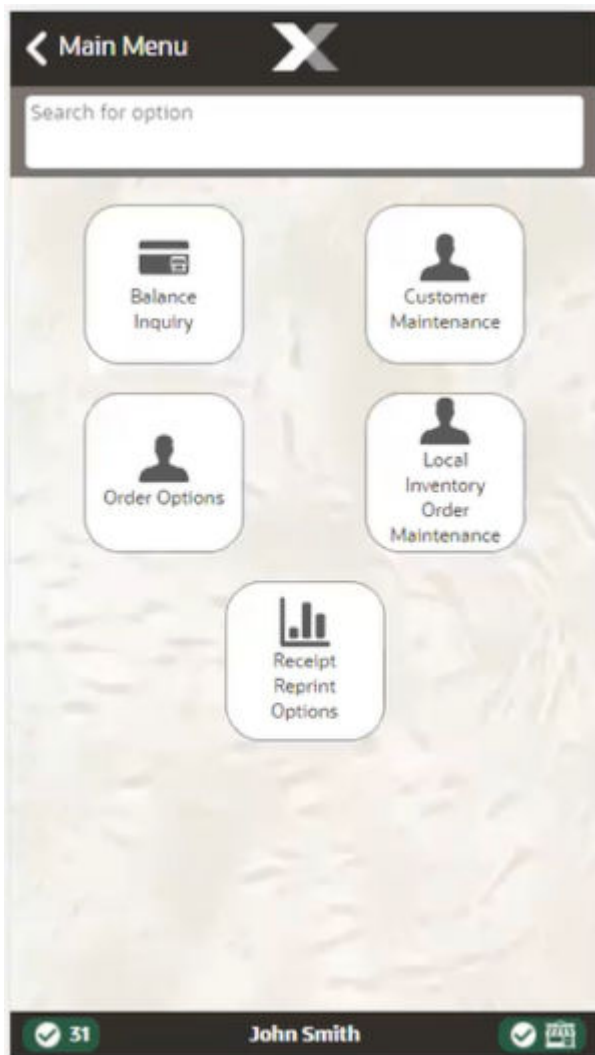 Main Menu
Search for option
Balance
Inquiry
Customer
Maintenance
Order Options
Local
Inventory
Order
Maintenance
Receipt
Reprint
Options
31
John Smith